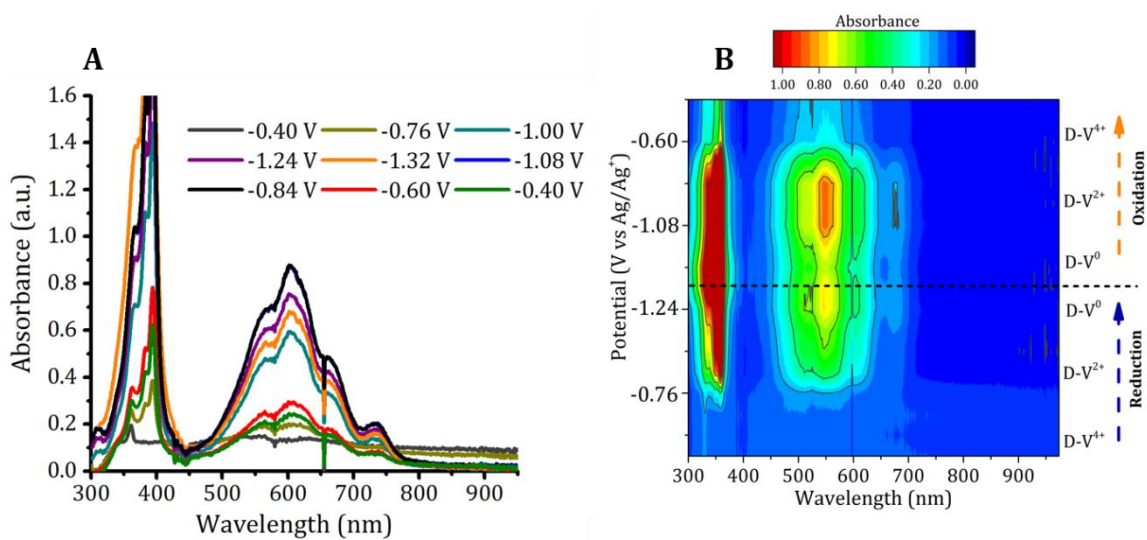 A
1.6
1.4
1.2
1.0
0.8
0.6
0.4
0.2
0.0
Absorbance (a.u.)
-0.40 V -0.76 V -1.00 V
-1.24 V -1.32 V -1.08 V
-0.84 V -0.60 V -0.40 V
300 400 500 600 700 800 900
Wavelength (nm)
B
Absorbance
1.00 0.80 0.60 0.40 0.20 0.00
Potential (V vs Ag/Ag⁺)
-0.60
-1.08
-1.24
-0.76
300 400 500 600 700 800 900
Wavelength (nm)
D-V⁴⁺
D-V²⁺
D-V⁰
D-V⁰
D-V²⁺
D-V⁴⁺
Oxidation
Reduction